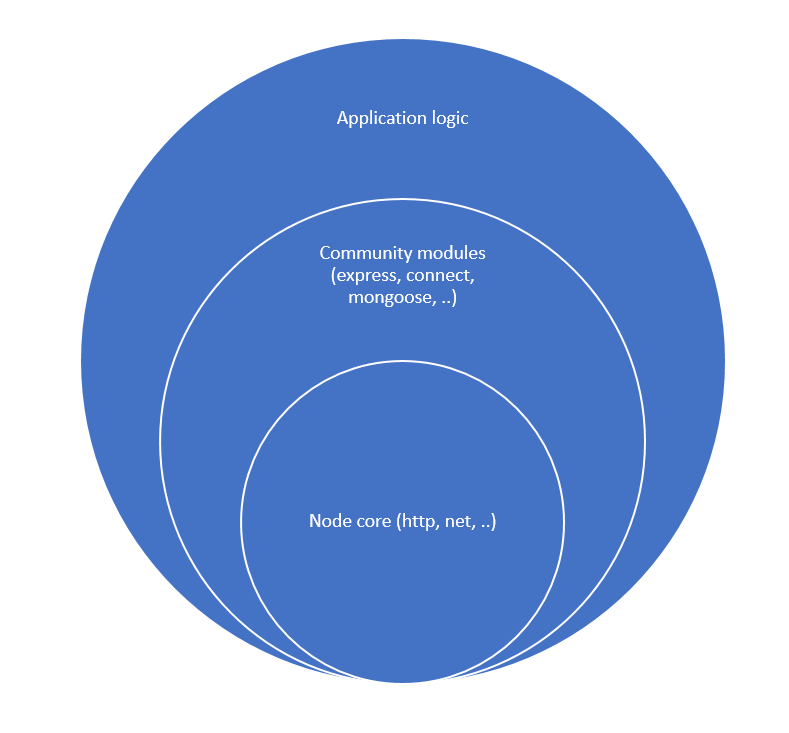 Application logic
Community modules
(express, connect,
mongoose, ..)
Node core (http, net, ..)